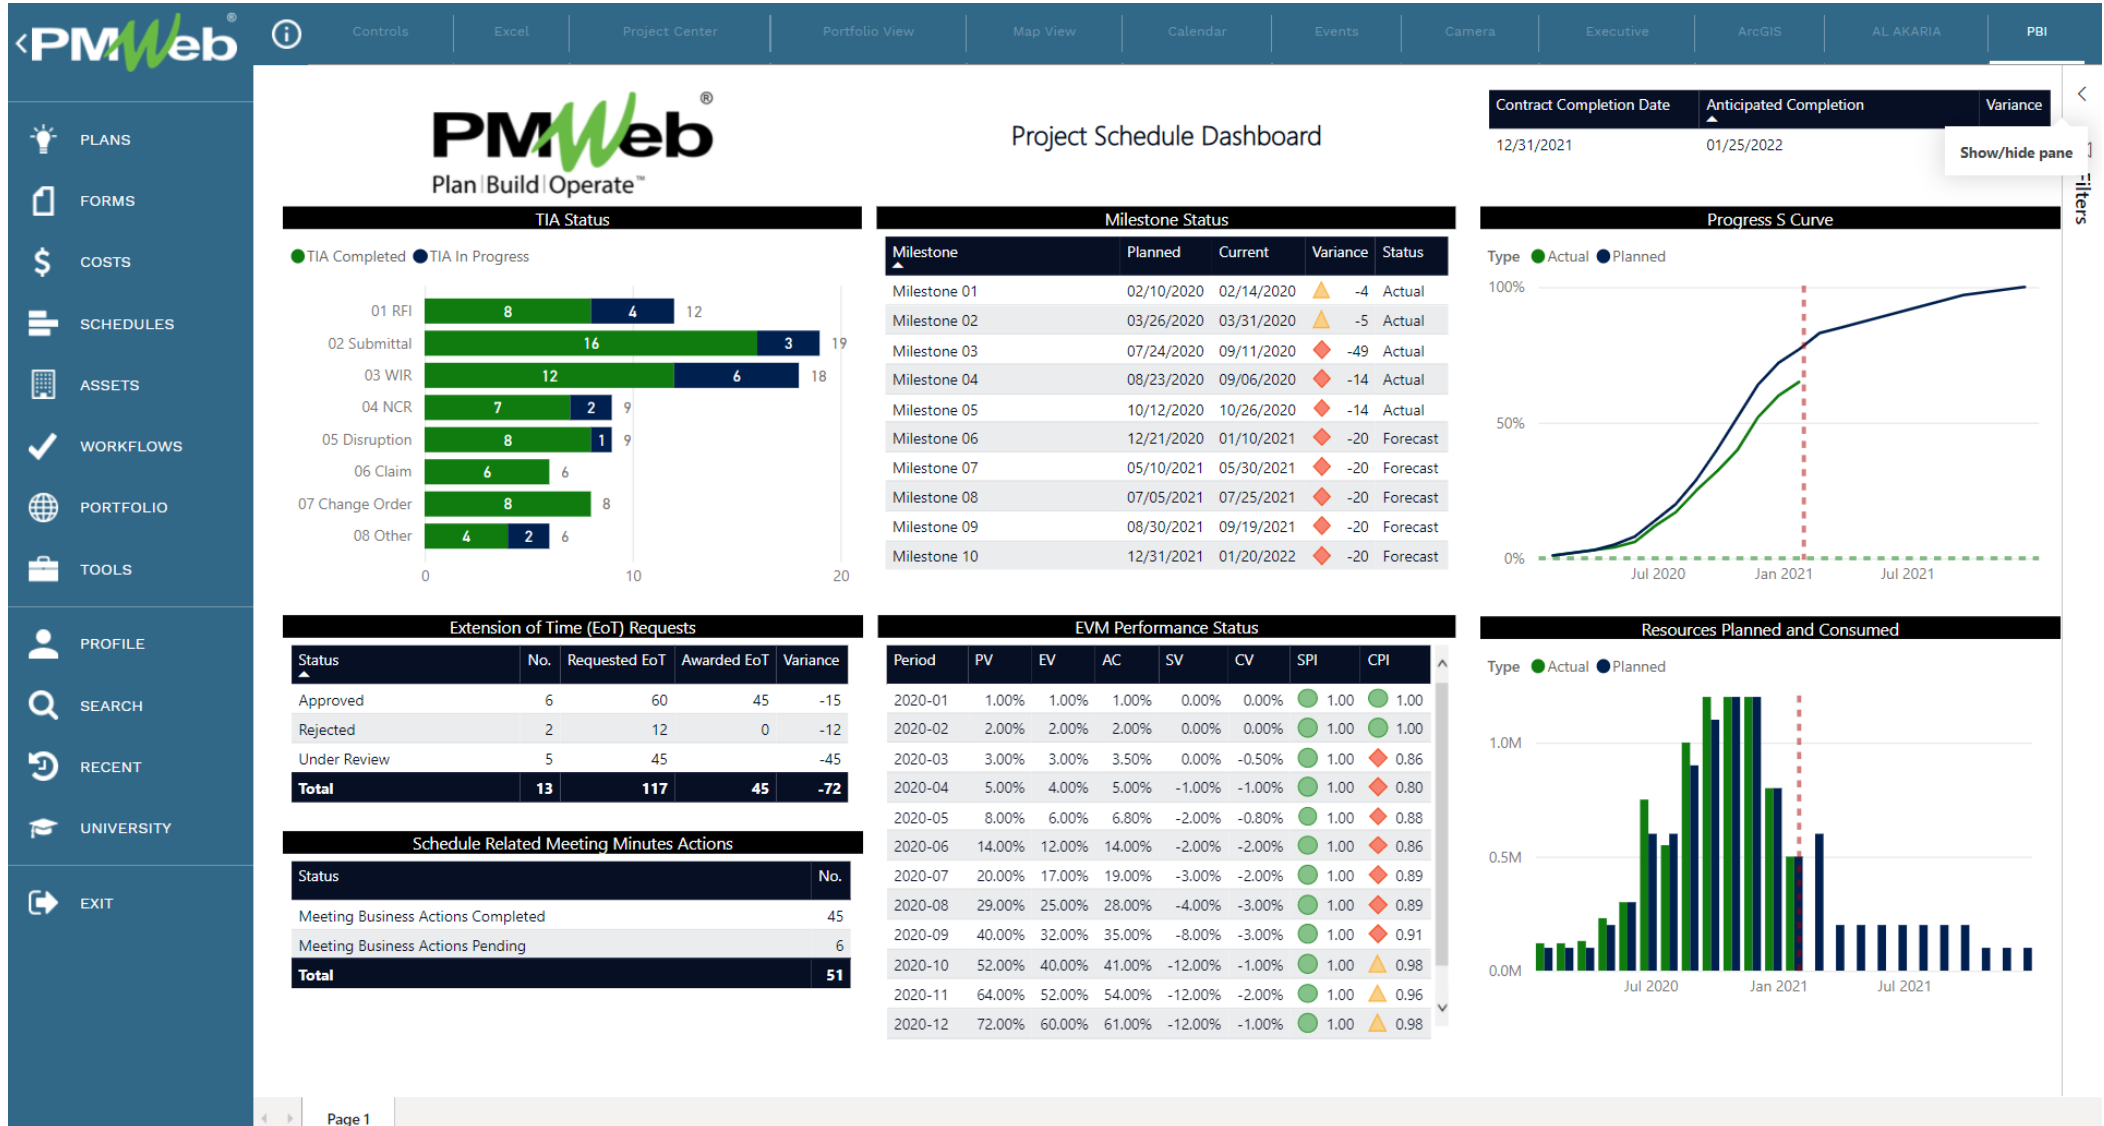 PMWeb®
Controls Excel Project Center Portfolio View Map View Calendar Events Camera Executive ArcGIS AL AKARIA PBI
PLANS
FORMS
COSTS
SCHEDULES
ASSETS
WORKFLOWS
PORTFOLIO
TOOLS
PROFILE
SEARCH
RECENT
UNIVERSITY
EXIT
PMWeb®
Plan|Build|Operate™
Project Schedule Dashboard
Contract Completion Date Anticipated Completion Variance
12/31/2021 01/25/2022
Show/hide pane
Filters
TIA Status
TIA Completed TIA In Progress
01 RFI 8 4 12
02 Submittal 16 3 19
03 WIR 12 6 18
04 NCR 7 2 9
05 Disruption 8 1 9
06 Claim 6 6
07 Change Order 8 8
08 Other 4 2 6
0 10 20
Milestone Status
Milestone Planned Current Variance Status
Milestone 01 02/10/2020 02/14/2020 -4 Actual
Milestone 02 03/26/2020 03/31/2020 -5 Actual
Milestone 03 07/24/2020 09/11/2020 -49 Actual
Milestone 04 08/23/2020 09/06/2020 -14 Actual
Milestone 05 10/12/2020 10/26/2020 -14 Actual
Milestone 06 12/21/2020 01/10/2021 -20 Forecast
Milestone 07 05/10/2021 05/30/2021 -20 Forecast
Milestone 08 07/05/2021 07/25/2021 -20 Forecast
Milestone 09 08/30/2021 09/19/2021 -20 Forecast
Milestone 10 12/31/2021 01/20/2022 -20 Forecast
Progress S Curve
Type Actual Planned
100%
50%
0%
Jul 2020 Jan 2021 Jul 2021
Extension of Time (EoT) Requests
Status No. Requested EoT Awarded EoT Variance
Approved 6 60 45 -15
Rejected 2 12 0 -12
Under Review 5 45 -45
Total 13 117 45 -72
Schedule Related Meeting Minutes Actions
Status No.
Meeting Business Actions Completed 45
Meeting Business Actions Pending 6
Total 51
EVM Performance Status
Period PV EV AC SV CV SPI CPI
2020-01 1.00% 1.00% 1.00% 0.00% 0.00% 1.00 1.00
2020-02 2.00% 2.00% 2.00% 0.00% 0.00% 1.00 1.00
2020-03 3.00% 3.00% 3.50% 0.00% -0.50% 1.00 0.86
2020-04 5.00% 4.00% 5.00% -1.00% -1.00% 1.00 0.80
2020-05 8.00% 6.00% 6.80% -2.00% -0.80% 1.00 0.88
2020-06 14.00% 12.00% 14.00% -2.00% -2.00% 1.00 0.86
2020-07 20.00% 17.00% 19.00% -3.00% -2.00% 1.00 0.89
2020-08 29.00% 25.00% 28.00% -4.00% -3.00% 1.00 0.89
2020-09 40.00% 32.00% 35.00% -8.00% -3.00% 1.00 0.91
2020-10 52.00% 40.00% 41.00% -12.00% -1.00% 1.00 0.98
2020-11 64.00% 52.00% 54.00% -12.00% -2.00% 1.00 0.96
2020-12 72.00% 60.00% 61.00% -12.00% -1.00% 1.00 0.98
Resources Planned and Consumed
Type Actual Planned
1.0M
0.5M
0.0M
Jul 2020 Jan 2021 Jul 2021
Page 1